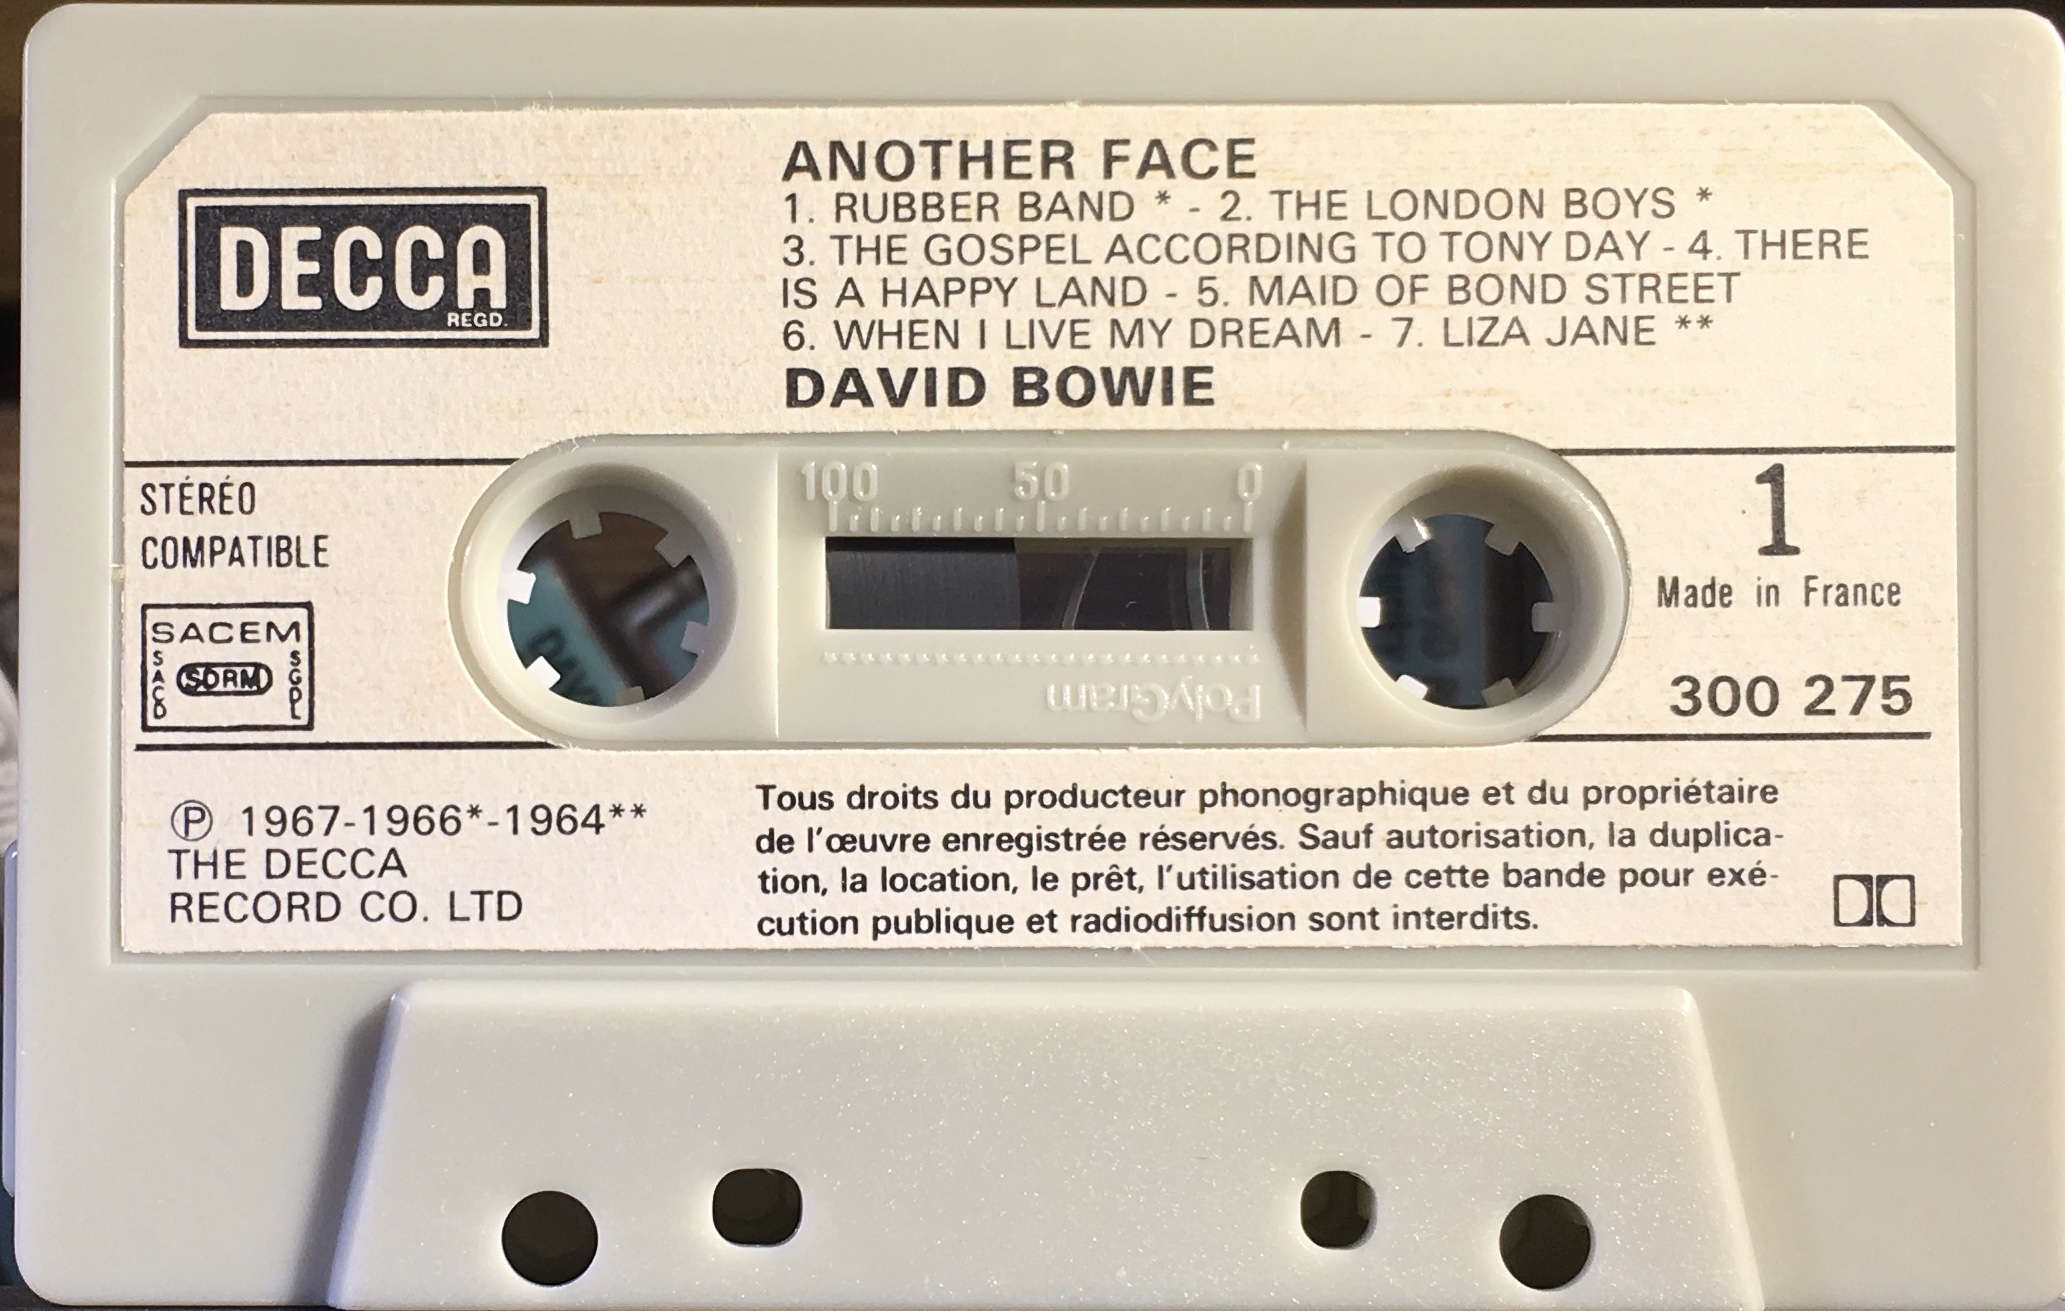 ANOTHER FACE
1. RUBBER BAND * - 2. THE LONDON BOYS *
3. THE GOSPEL ACCORDING TO TONY DAY - 4. THERE
IS A HAPPY LAND - 5. MAID OF BOND STREET
6. WHEN I LIVE MY DREAM - 7. LIZA JANE **
DAVID BOWIE
DECCA
REGD.
STÉRÉO
COMPATIBLE
SACEM
SACD
SDRM
SGDL
100 50 0
PolyGram
1
Made in France
300 275
Ⓟ 1967-1966*-1964**
THE DECCA
RECORD CO. LTD
Tous droits du producteur phonographique et du propriétaire
de l'œuvre enregistrée réservés. Sauf autorisation, la duplica-
tion, la location, le prêt, l'utilisation de cette bande pour exé-
cution publique et radiodiffusion sont interdits.